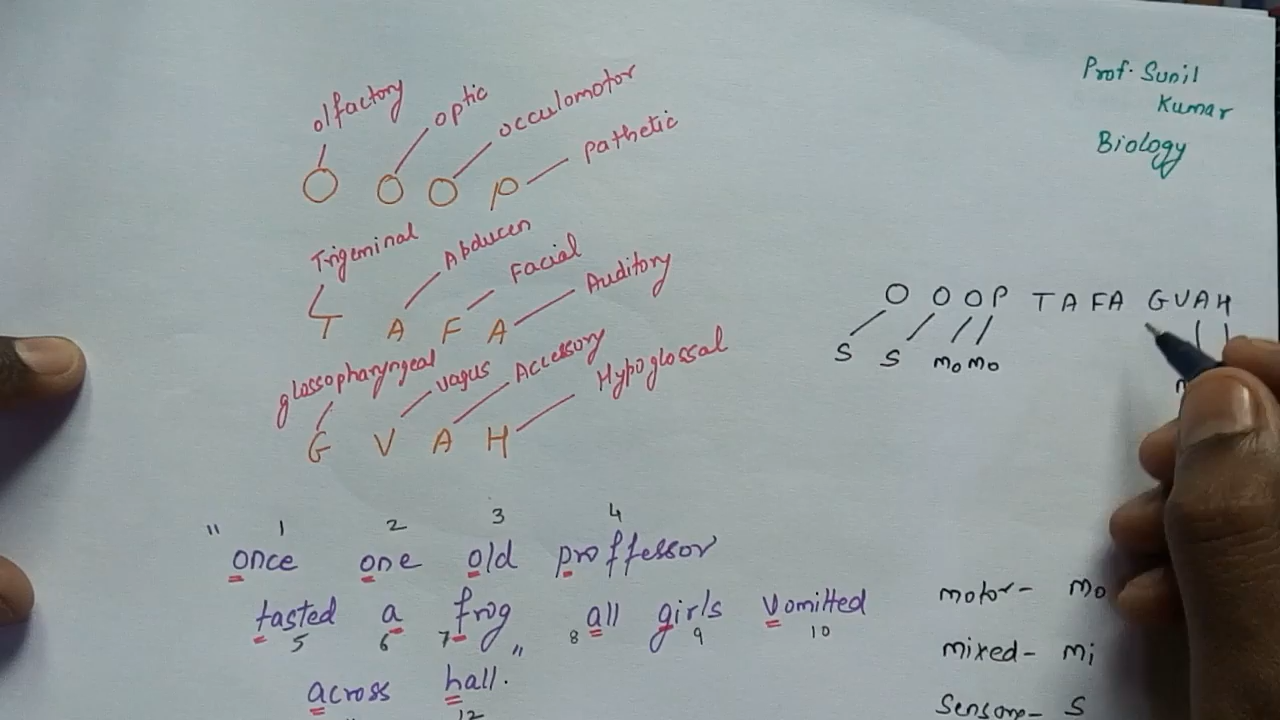 Prof. Sunil
Kumar
Biology
olfactory optic occulomotor pathetic
O O O P
Trigeminal Abducen Facial Auditory
T A F A
glossopharyngeal vagus Accessory Hypoglossal
G V A H
O O O P T A F A G V A H
S S Mo Mo
" 1 2 3 4
once one old proffessor
tasted a frog all girls vomitted
5 6 7 " 8 9 10
across hall.
12
motor- Mo
mixed- Mi
Sensory- S